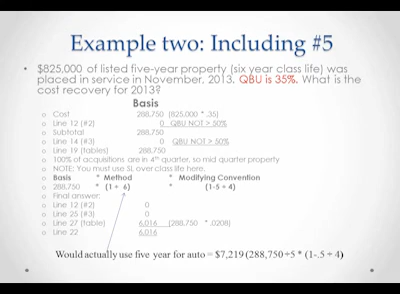 Example two: Including #5
• $825,000 of listed five-year property (six year class life) was
placed in service in November, 2013. QBU is 35%. What is the
cost recovery for 2013?
Basis
o Cost 288,750 (825,000 * .35)
o Line 12 (#2) 0 QBU NOT > 50%
o Subtotal 288,750
o Line 14 (#3) 0 QBU NOT > 50%
o Line 19 (tables) 288,750
o 100% of acquisitions are in 4th quarter, so mid quarter property
o NOTE: You must use SL over class life here.
o Basis * Method * Modifying Convention
o 288,750 * (1 ÷ 6) * (1-.5 ÷ 4)
o Final answer:
o Line 12 (#2) 0
o Line 25 (#3) 0
o Line 27 (table) 6,016 (288,750 * .0208)
o Line 22 6,016
Would actually use five year for auto = $7,219 (288,750 ÷5 * (1-.5 ÷ 4)